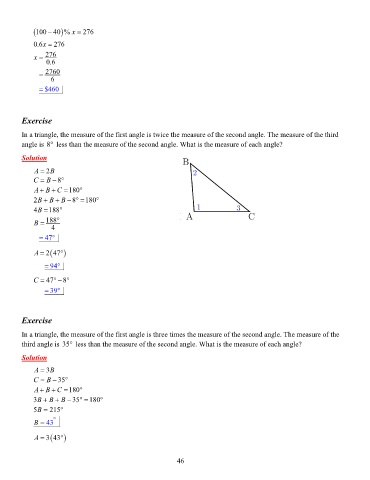 (100 − 40)% x = 276
0.6x = 276
x = 276/0.6
= 2760/6
= $460
Exercise
In a triangle, the measure of the first angle is twice the measure of the second angle. The measure of the third
angle is 8° less than the measure of the second angle. What is the measure of each angle?
Solution
A = 2B
C = B − 8°
A + B + C = 180°
2B + B + B − 8° = 180°
4B = 188°
B = 188°/4
= 47°
A = 2(47°)
= 94°
C = 47° − 8°
= 39°
B
2
1
3
A
C
Exercise
In a triangle, the measure of the first angle is three times the measure of the second angle. The measure of the
third angle is 35° less than the measure of the second angle. What is the measure of each angle?
Solution
A = 3B
C = B − 35°
A + B + C = 180°
3B + B + B − 35° = 180°
5B = 215°
B = 43°
A = 3(43°)
46